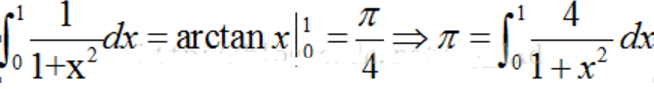 ∫₀¹ 1/(1+x²) dx = arctan x|₀¹ = π/4 ⇒ π = ∫₀¹ 4/(1+x²) dx